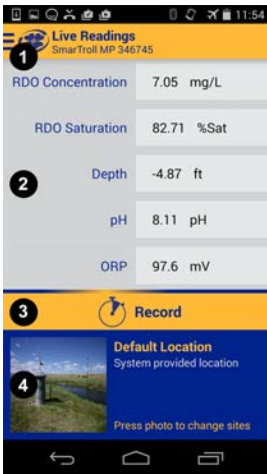 11:54
1
Live Readings
SmarTroll MP 346745
RDO Concentration 7.05 mg/L
RDO Saturation 82.71 %Sat
2
Depth -4.87 ft
pH 8.11 pH
ORP 97.6 mV
3
Record
4
Default Location
System provided location
Press photo to change sites